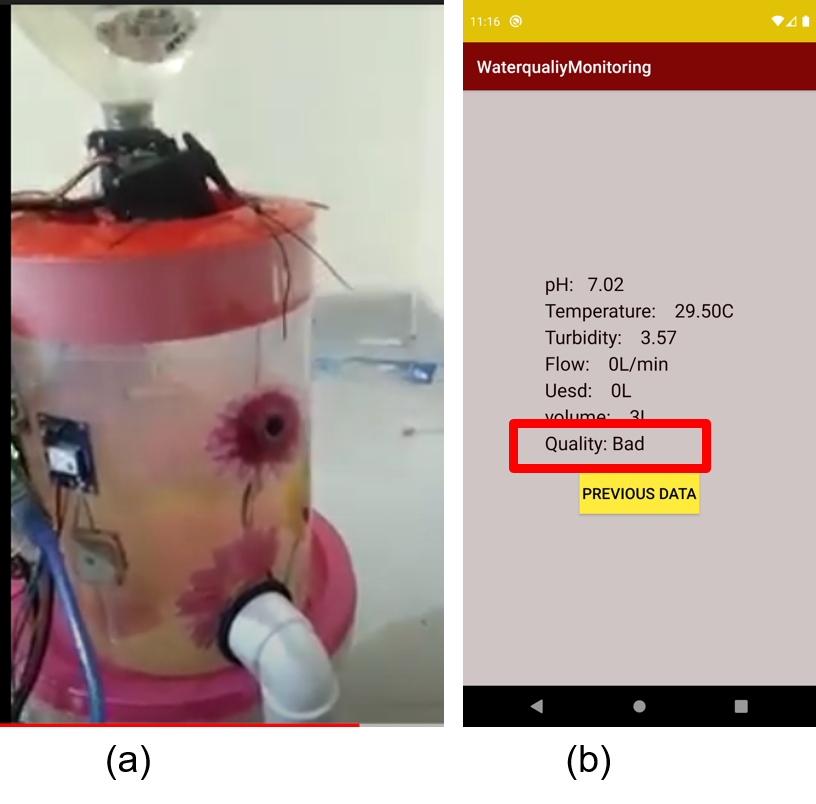 11:16
WaterqualiyMonitoring
pH: 7.02
Temperature: 29.50C
Turbidity: 3.57
Flow: 0L/min
Uesd: 0L
volume: 3L
Quality: Bad
PREVIOUS DATA
(a) (b)